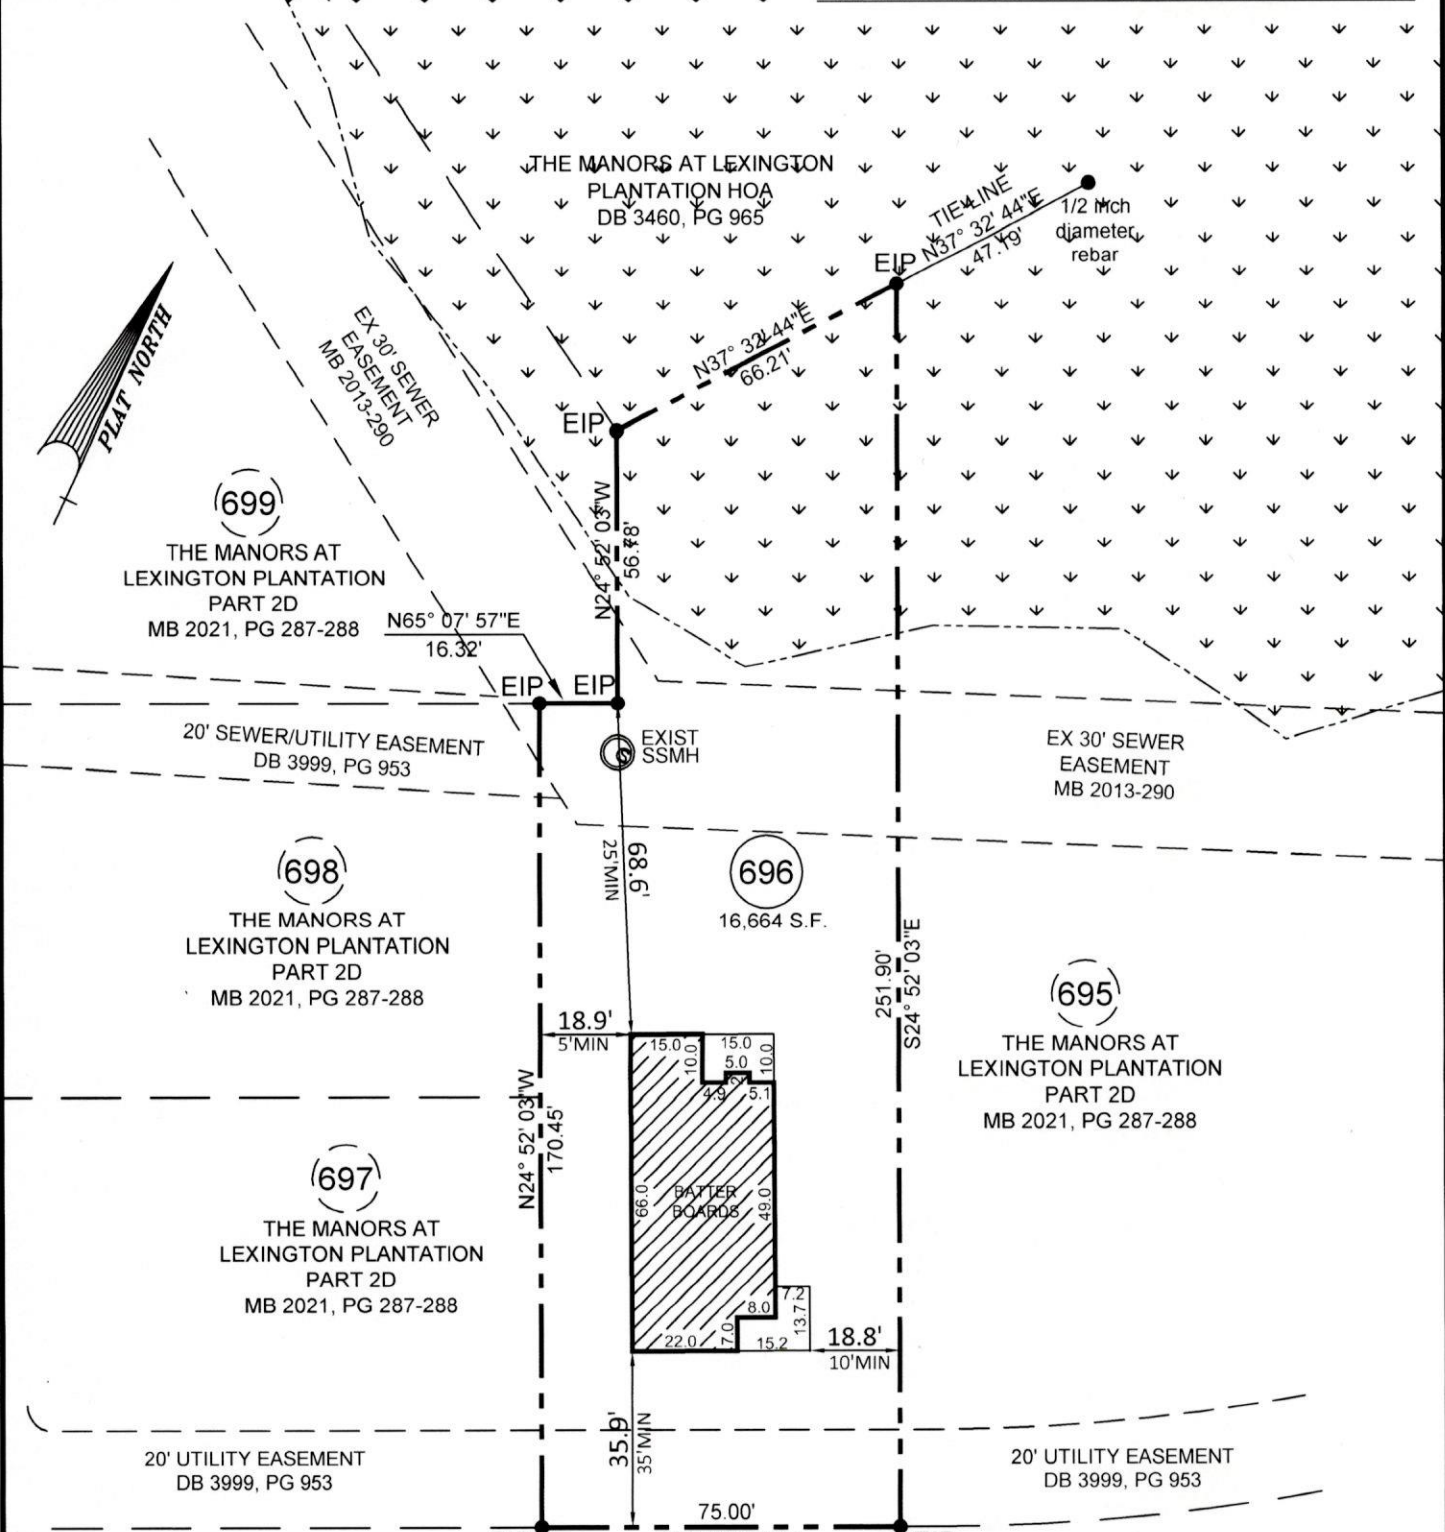 THE MANORS AT LEXINGTON
PLANTATION HOA
DB 3460, PG 965
TIE LINE
N37° 32' 44"E
47.19'
1/2 inch
diameter
rebar
EIP
N37° 32' 44"E
66.21'
EIP
PLAT NORTH
EX 30' SEWER
EASEMENT
MB 2013-290
699
THE MANORS AT
LEXINGTON PLANTATION
PART 2D
MB 2021, PG 287-288
N24° 52' 03"W
56.78'
N65° 07' 57"E
16.32'
EIP
EIP
20' SEWER/UTILITY EASEMENT
DB 3999, PG 953
S
EXIST
SSMH
EX 30' SEWER
EASEMENT
MB 2013-290
68.6'
25'MIN
696
16,664 S.F.
698
THE MANORS AT
LEXINGTON PLANTATION
PART 2D
MB 2021, PG 287-288
251.90'
S24° 52' 03"E
695
THE MANORS AT
LEXINGTON PLANTATION
PART 2D
MB 2021, PG 287-288
18.9'
5'MIN
15.0
10.0
15.0
5.0
10.0
2
4.9
5.1
N24° 52' 03"W
170.45'
697
THE MANORS AT
LEXINGTON PLANTATION
PART 2D
MB 2021, PG 287-288
66.0
BATTER
BOARDS
49.0
7.2
8.0
13.7
22.0
7.0
15.2
18.8'
10'MIN
35.9'
35'MIN
20' UTILITY EASEMENT
DB 3999, PG 953
20' UTILITY EASEMENT
DB 3999, PG 953
75.00'